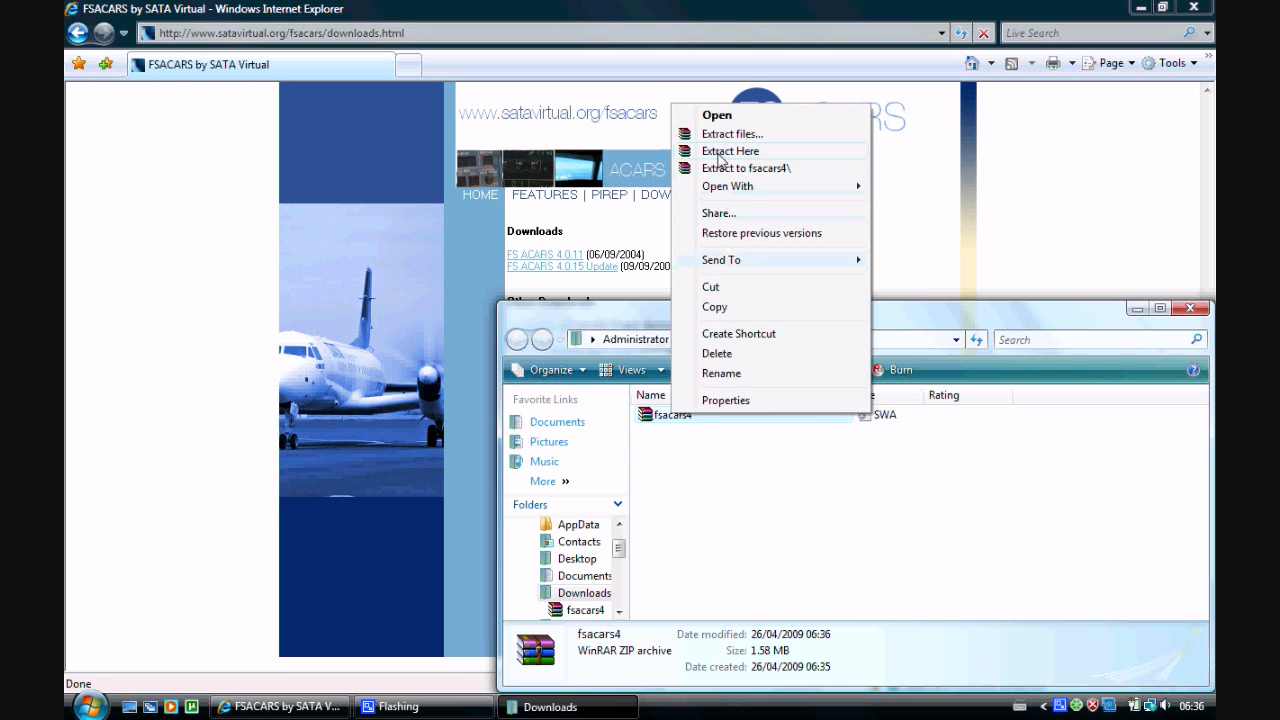 FSACARS by SATA Virtual - Windows Internet Explorer
http://www.satavirtual.org/fsacars/downloads.html
Live Search
FSACARS by SATA Virtual
Page
Tools
www.satavirtual.org/fsacars
ACARS
HOME
FEATURES | PIREP | DOW
Downloads
FS ACARS 4.0.11 (06/09/2004)
FS ACARS 4.0.15 Update (09/09/200
Open
Extract files...
Extract Here
Extract to fsacars4\
Open With
Share...
Restore previous versions
Send To
Cut
Copy
Create Shortcut
Delete
Rename
Properties
Administrator
Search
Organize
Views
Burn
Favorite Links
Documents
Pictures
Music
More »
Folders
AppData
Contacts
Desktop
Documents
Downloads
fsacars4
Name
Rating
fsacars4
SWA
fsacars4
Date modified: 26/04/2009 06:36
WinRAR ZIP archive
Size: 1.58 MB
Date created: 26/04/2009 06:35
Done
FSACARS by SATA V...
Flashing
Downloads
06:36